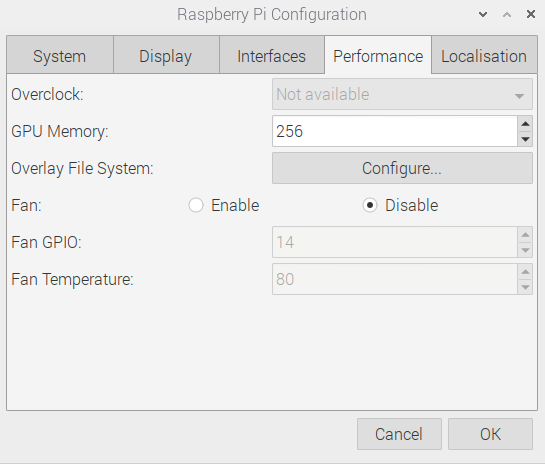 Raspberry Pi Configuration
System Display Interfaces Performance Localisation
Overclock: Not available
GPU Memory: 256
Overlay File System: Configure...
Fan: Enable Disable
Fan GPIO: 14
Fan Temperature: 80
Cancel OK